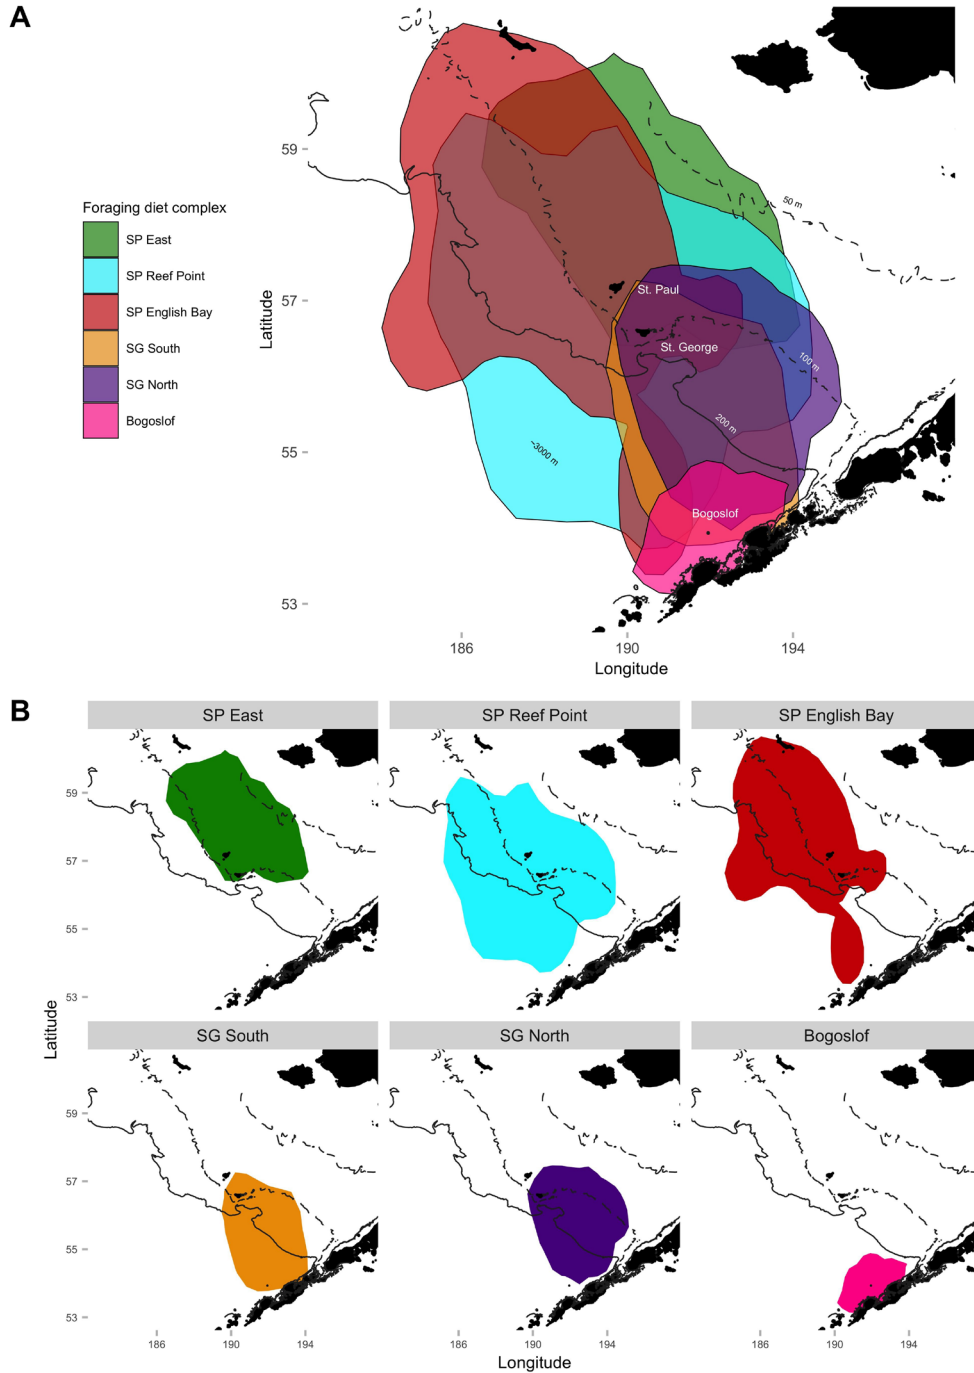 A
59
57
55
53
Latitude
186
190
194
Longitude
Foraging diet complex
SP East
SP Reef Point
SP English Bay
SG South
SG North
Bogoslof
50 m
St. Paul
St. George
100 m
200 m
~3000 m
Bogoslof
B
SP East
SP Reef Point
SP English Bay
59
57
55
53
Latitude
SG South
SG North
Bogoslof
59
57
55
53
186
190
194
186
190
194
186
190
194
Longitude